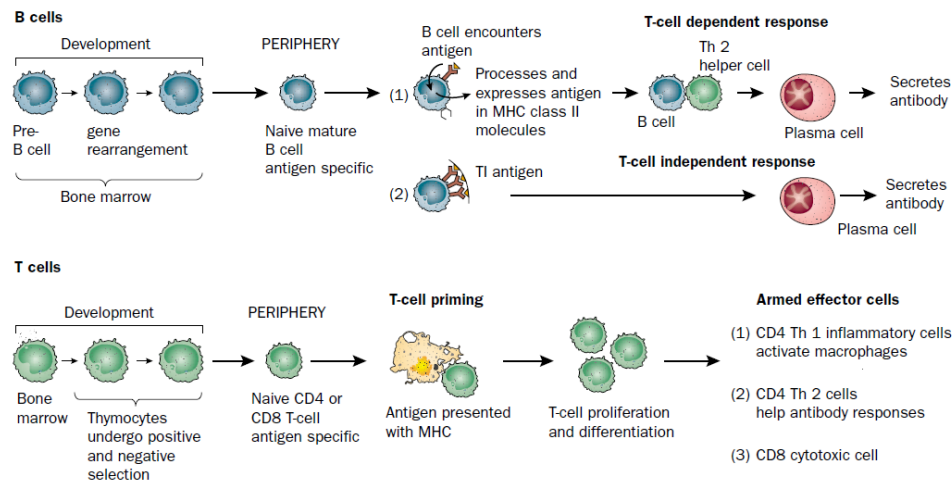 B cells
Development
Pre-
B cell
gene
rearrangement
Bone marrow
PERIPHERY
Naive mature
B cell
antigen specific
B cell encounters
antigen
(1)
Processes and
expresses antigen
in MHC class II
molecules
T-cell dependent response
Th 2
helper cell
B cell
Plasma cell
Secretes
antibody
T-cell independent response
(2)
TI antigen
Plasma cell
Secretes
antibody
T cells
Development
Bone
marrow
Thymocytes
undergo positive
and negative
selection
PERIPHERY
Naive CD4 or
CD8 T-cell
antigen specific
T-cell priming
Antigen presented
with MHC
T-cell proliferation
and differentiation
Armed effector cells
(1) CD4 Th 1 inflammatory cells
activate macrophages
(2) CD4 Th 2 cells
help antibody responses
(3) CD8 cytotoxic cell